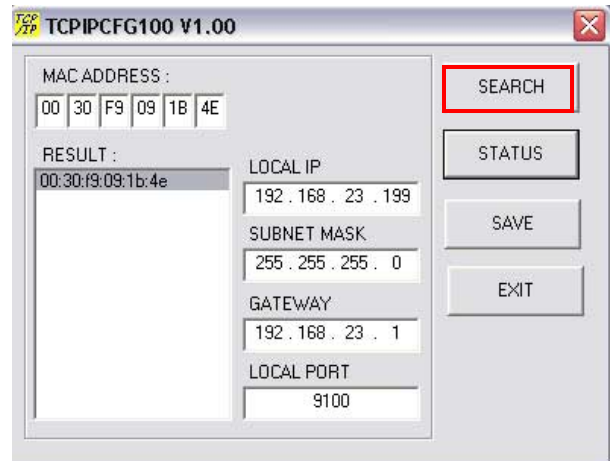 TCP/IP TCPIPCFG100 V1.00
MAC ADDRESS :
00 30 F9 09 1B 4E
RESULT :
00:30:f9:09:1b:4e
LOCAL IP
192 . 168 . 23 . 199
SUBNET MASK
255 . 255 . 255 . 0
GATEWAY
192 . 168 . 23 . 1
LOCAL PORT
9100
SEARCH
STATUS
SAVE
EXIT